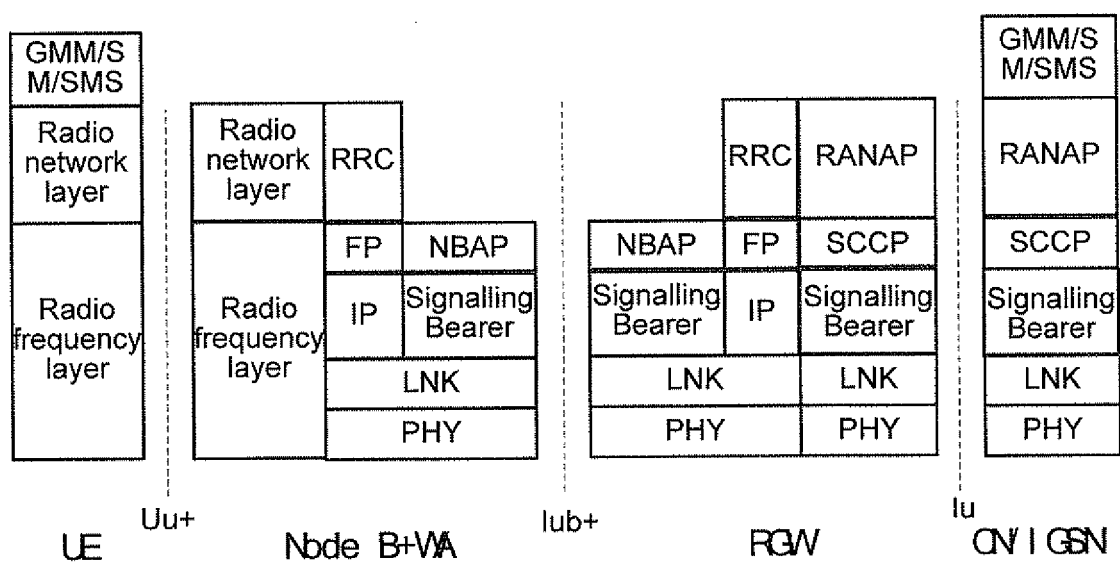 GMM/S
M/SMS
Radio
network
layer
Radio
frequency
layer
UE
Uu+
Radio
network
layer
RRC
Radio
frequency
layer
FP
NBAP
IP
Signalling
Bearer
LNK
PHY
Node B+WA
Iub+
RRC
RANAP
NBAP
FP
SCCP
Signalling
Bearer
IP
Signalling
Bearer
LNK
LNK
PHY
PHY
RGW
Iu
GMM/S
M/SMS
RANAP
SCCP
Signalling
Bearer
LNK
PHY
CN/ IGSN